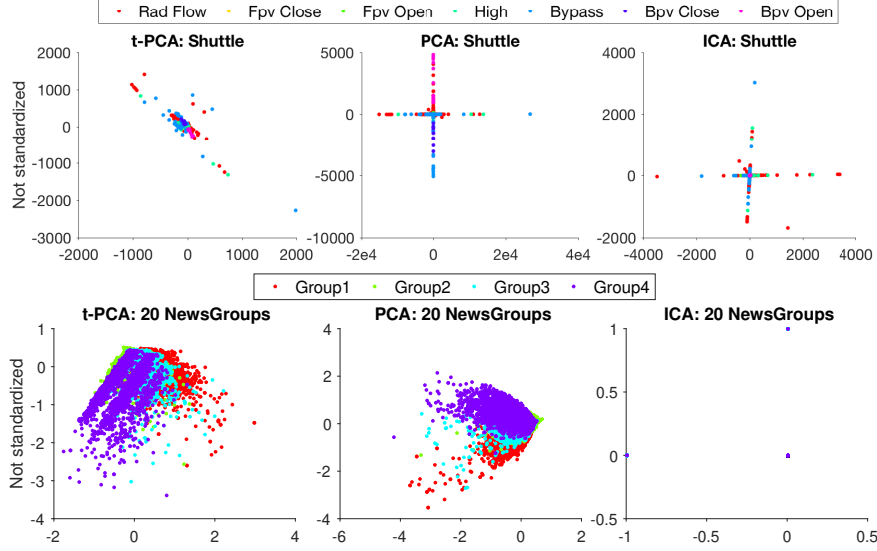 Rad Flow Fpv Close Fpv Open High Bypass Bpv Close Bpv Open
t-PCA: Shuttle PCA: Shuttle ICA: Shuttle
Not standardized
2000
1000
0
-1000
-2000
-3000
-2000 -1000 0 1000 2000
5000
0
-5000
-10000
-2e4 0 2e4 4e4
4000
2000
0
-2000
-4000 -2000 0 2000 4000
Group1 Group2 Group3 Group4
t-PCA: 20 NewsGroups PCA: 20 NewsGroups ICA: 20 NewsGroups
Not standardized
1
0
-1
-2
-3
-4
-2 0 2 4
4
2
0
-2
-4
-6 -4 -2 0 2
1
0.5
0
-0.5
-1 -0.5 0 0.5